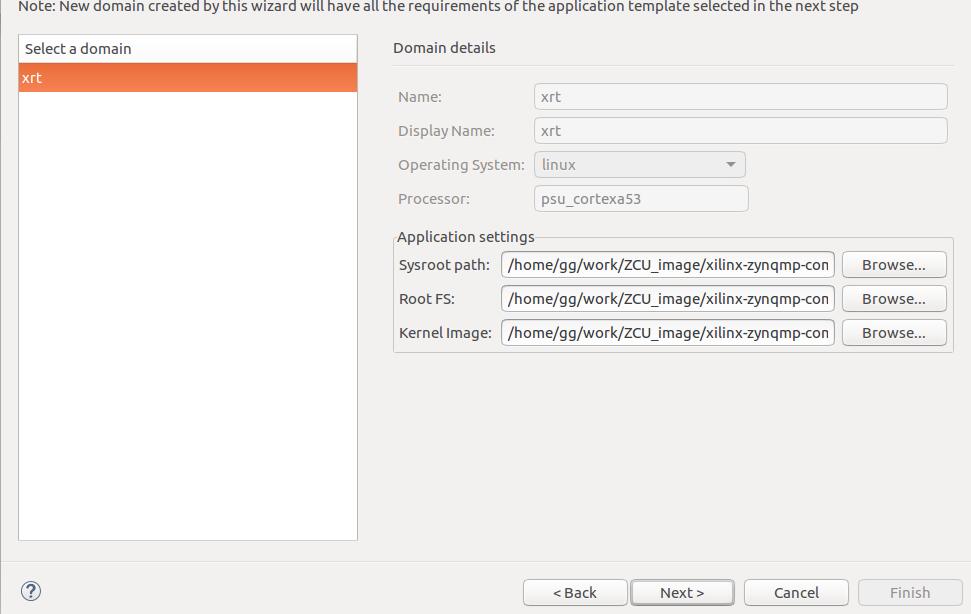 Note: New domain created by this wizard will have all the requirements of the application template selected in the next step
Select a domain
xrt
Domain details
Name: xrt
Display Name: xrt
Operating System: linux
Processor: psu_cortexa53
Application settings
Sysroot path: /home/gg/work/ZCU_image/xilinx-zynqmp-con Browse...
Root FS: /home/gg/work/ZCU_image/xilinx-zynqmp-con Browse...
Kernel Image: /home/gg/work/ZCU_image/xilinx-zynqmp-con Browse...
? < Back Next > Cancel Finish